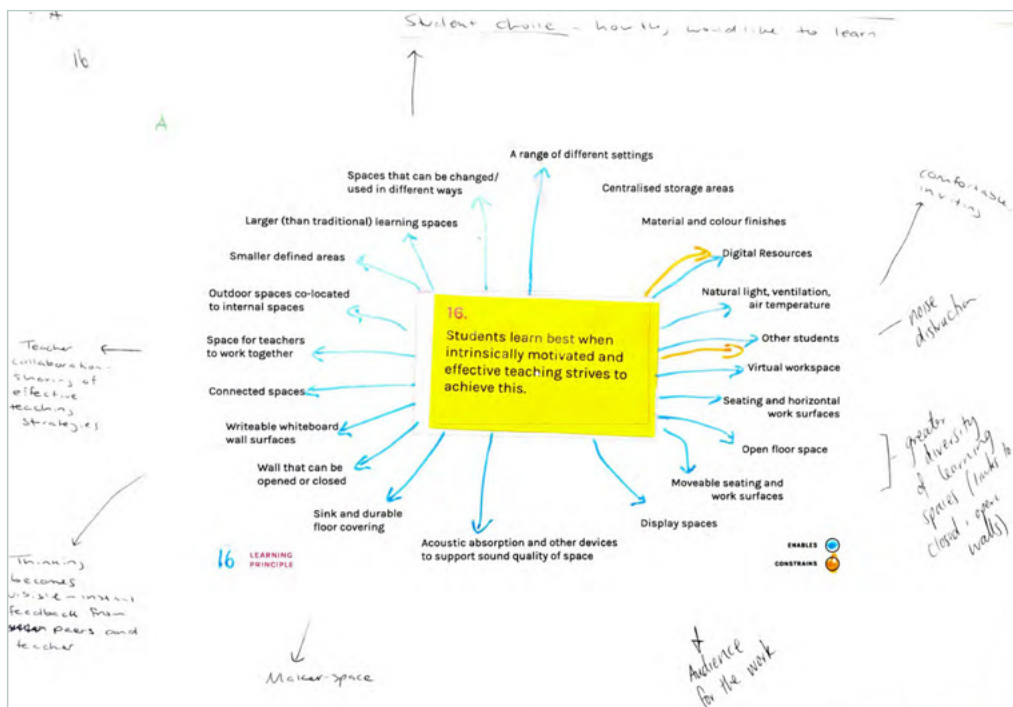 A
16
Student choice - how they would like to learn
A
A range of different settings
Spaces that can be changed/
used in different ways
Centralised storage areas
Larger (than traditional) learning spaces
Material and colour finishes
Smaller defined areas
Digital Resources
comfortable
inviting
Outdoor spaces co-located
to internal spaces
Natural light, ventilation,
air temperature
16.
Students learn best when
intrinsically motivated and
effective teaching strives to
achieve this.
Space for teachers
to work together
Other students
noise
distraction
Virtual workspace
Teacher
collaboration-
sharing of
effective
teaching
strategies
Connected spaces
Seating and horizontal
work surfaces
Writeable whiteboard
wall surfaces
Open floor space
greater
diversity
of learning
spaces (links to
closed, open
walls)
Wall that can be
opened or closed
Moveable seating and
work surfaces
Sink and durable
floor covering
Display spaces
Acoustic absorption and other devices
to support sound quality of space
16 LEARNING
PRINCIPLE
ENABLES
CONSTRAINS
Thinking
becomes
visible - instant
feedback from
peers and
teacher
Maker-space
Audience
for the work